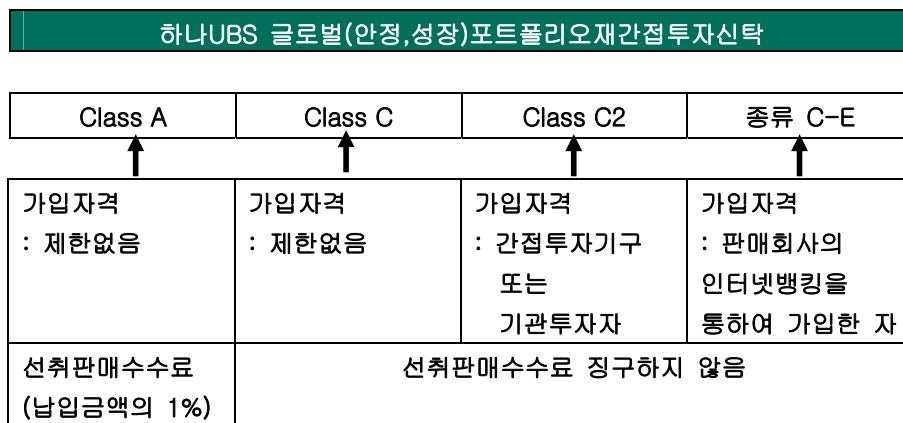 하나UBS 글로벌(안정,성장)포트폴리오재간접투자신탁
Class A
Class C
Class C2
종류 C-E
가입자격
: 제한없음
가입자격
: 제한없음
가입자격
: 간접투자기구
또는
기관투자자
가입자격
: 판매회사의
인터넷뱅킹을
통하여 가입한 자
선취판매수수료
(납입금액의 1%)
선취판매수수료 징구하지 않음